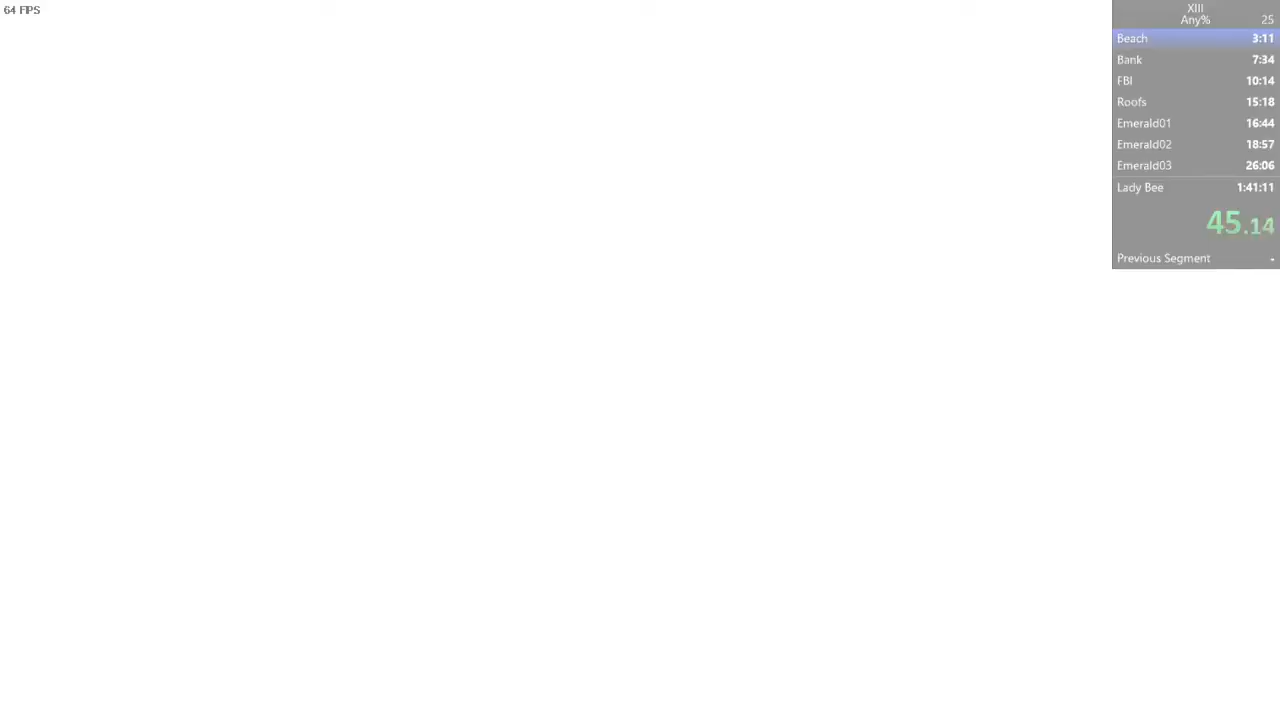 64 FPS
XIII
Any% 25
Beach 3:11
Bank 7:34
FBI 10:14
Roofs 15:18
Emerald01 16:44
Emerald02 18:57
Emerald03 26:06
Lady Bee 1:41:11
45.14
Previous Segment -